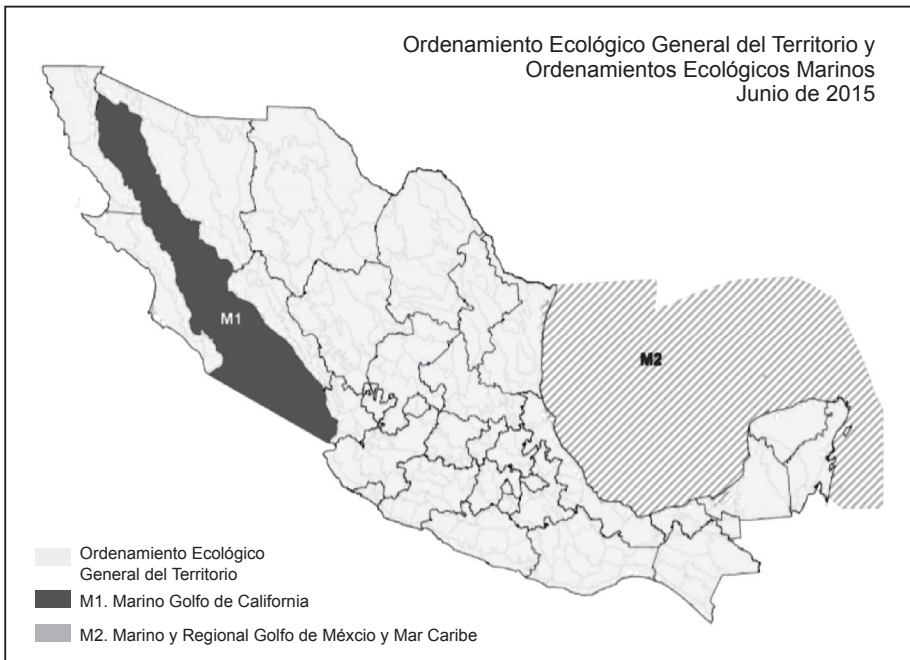 Ordenamiento Ecológico General del Territorio y
Ordenamientos Ecológicos Marinos
Junio de 2015
M1
M2
Ordenamiento Ecológico
General del Territorio
M1. Marino Golfo de California
M2. Marino y Regional Golfo de Méxcio y Mar Caribe